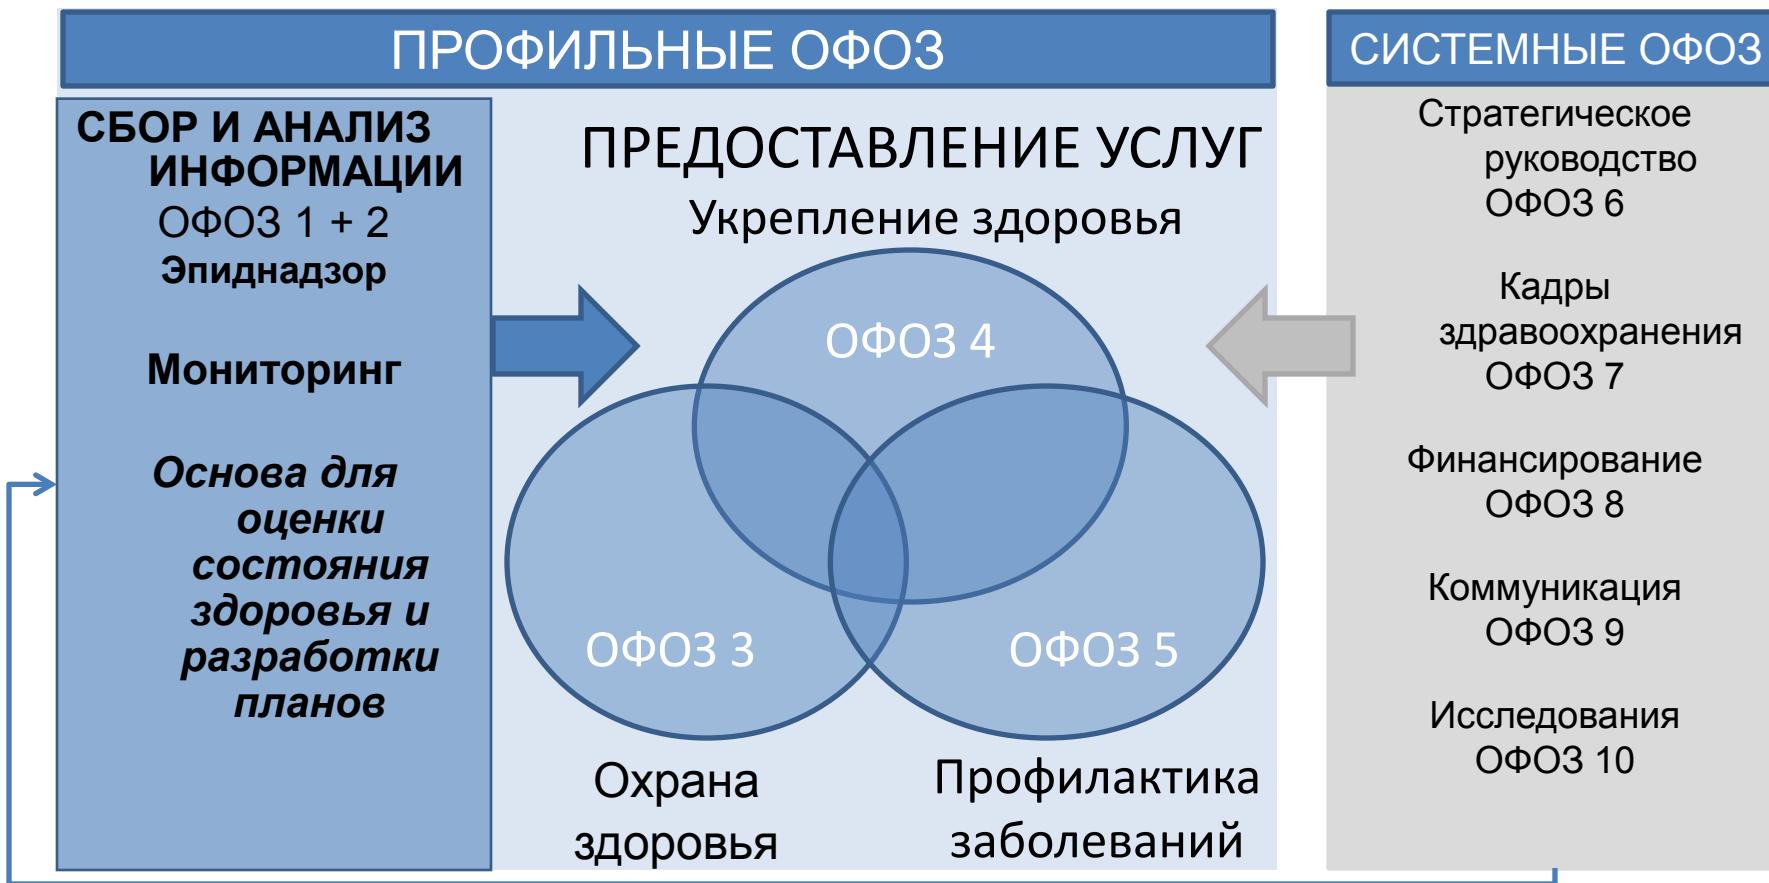 ПРОФИЛЬНЫЕ ОФОЗ
СБОР И АНАЛИЗ
ИНФОРМАЦИИ
ОФОЗ 1 + 2
Эпиднадзор
Мониторинг
Основа для
оценки
состояния
здоровья и
разработки
планов
ПРЕДОСТАВЛЕНИЕ УСЛУГ
Укрепление здоровья
ОФОЗ 4
ОФОЗ 3
ОФОЗ 5
Охрана
здоровья
Профилактика
заболеваний
СИСТЕМНЫЕ ОФОЗ
Стратегическое
руководство
ОФОЗ 6
Кадры
здравоохранения
ОФОЗ 7
Финансирование
ОФОЗ 8
Коммуникация
ОФОЗ 9
Исследования
ОФОЗ 10